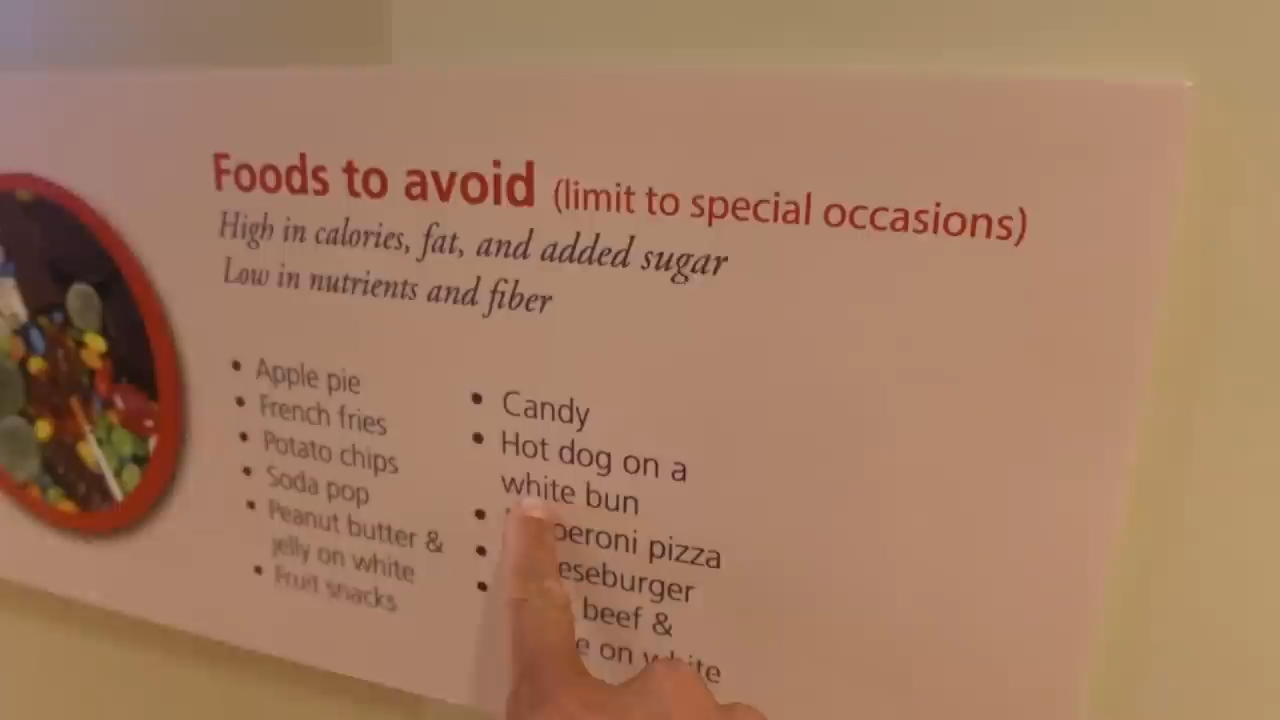 Foods to avoid (limit to special occasions)
High in calories, fat, and added sugar
Low in nutrients and fiber
• Apple pie
• French fries
• Potato chips
• Soda pop
• Peanut butter &
jelly on white
• Fruit snacks
• Candy
• Hot dog on a
white bun
• pizza
•
• beef &
on white